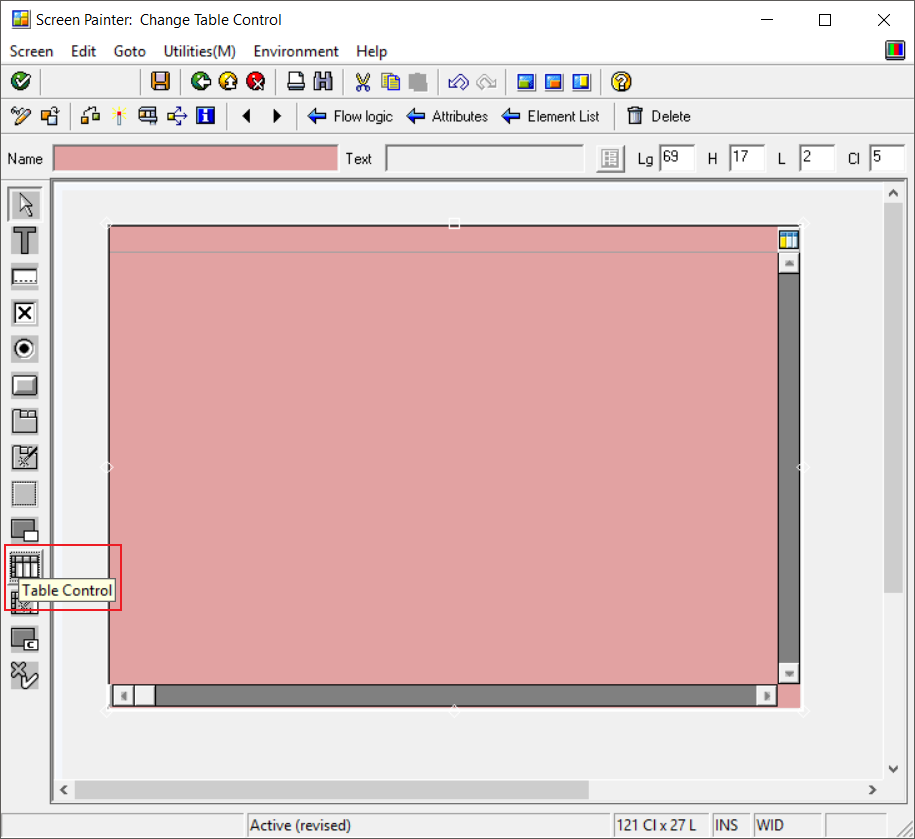 Screen Painter: Change Table Control
Screen Edit Goto Utilities(M) Environment Help
Flow logic Attributes Element List Delete
Name Text Lg 69 H 17 L 2 Cl 5
Table Control
Active (revised) 121 Cl x 27 L INS WID